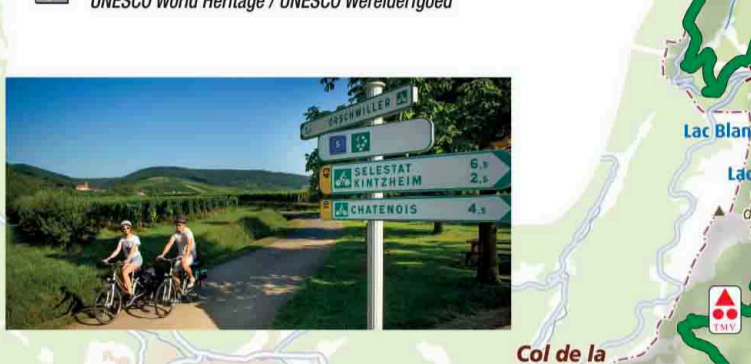 UNESCO World Heritage / UNESCO Werelderfgoed
ORSCHWILLER
5
SELESTAT 6,5
KINTZHEIM 2,5
CHATENOIS 4,5
Lac Blan
Lac
d
TMV
Col de la